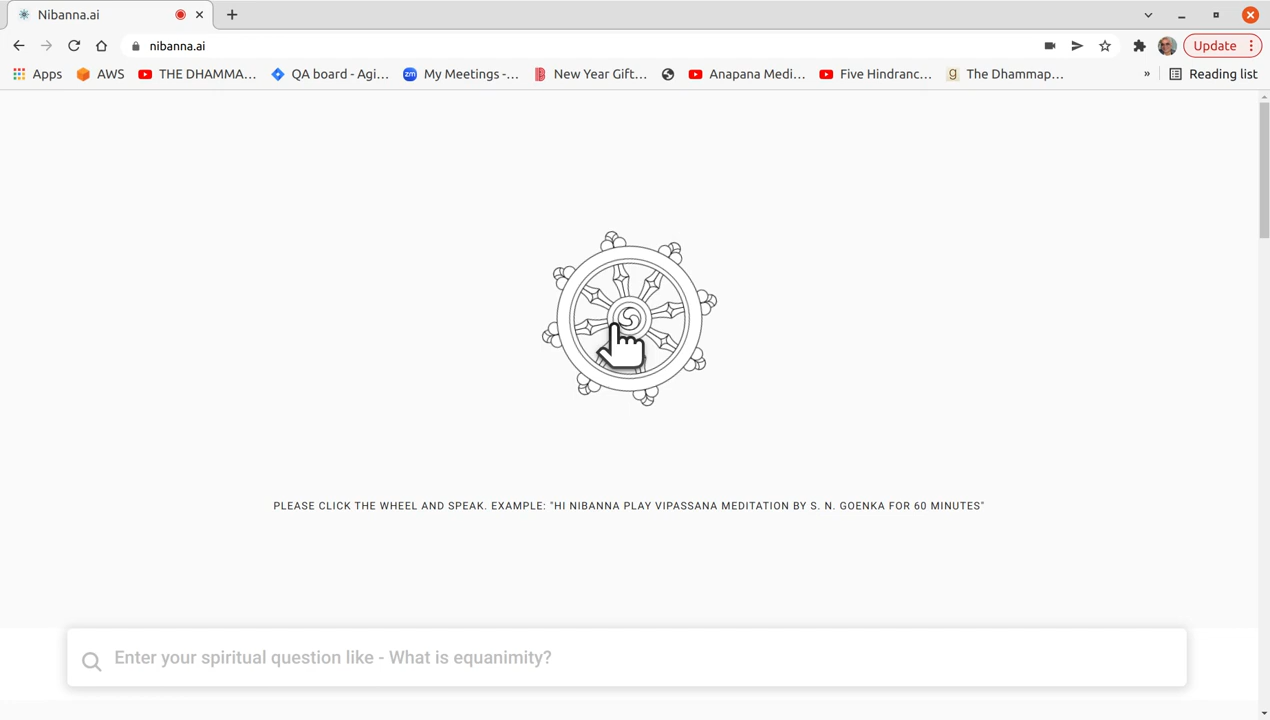 Nibanna.ai
nibanna.ai
Update
Apps AWS THE DHAMMA... QA board - Agi... My Meetings -... New Year Gift... Anapana Medi... Five Hindranc... The Dhammap... » Reading list
PLEASE CLICK THE WHEEL AND SPEAK. EXAMPLE: "HI NIBANNA PLAY VIPASSANA MEDITATION BY S. N. GOENKA FOR 60 MINUTES"
Enter your spiritual question like - What is equanimity?